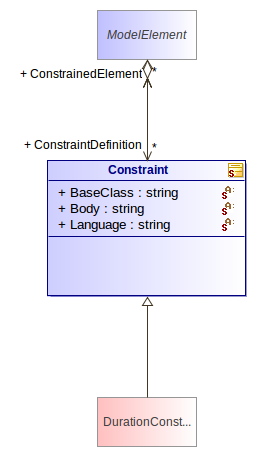 ModelElement
+ ConstrainedElement
*
+ ConstraintDefinition
*
Constraint
+ BaseClass : string
+ Body : string
+ Language : string
DurationConst...